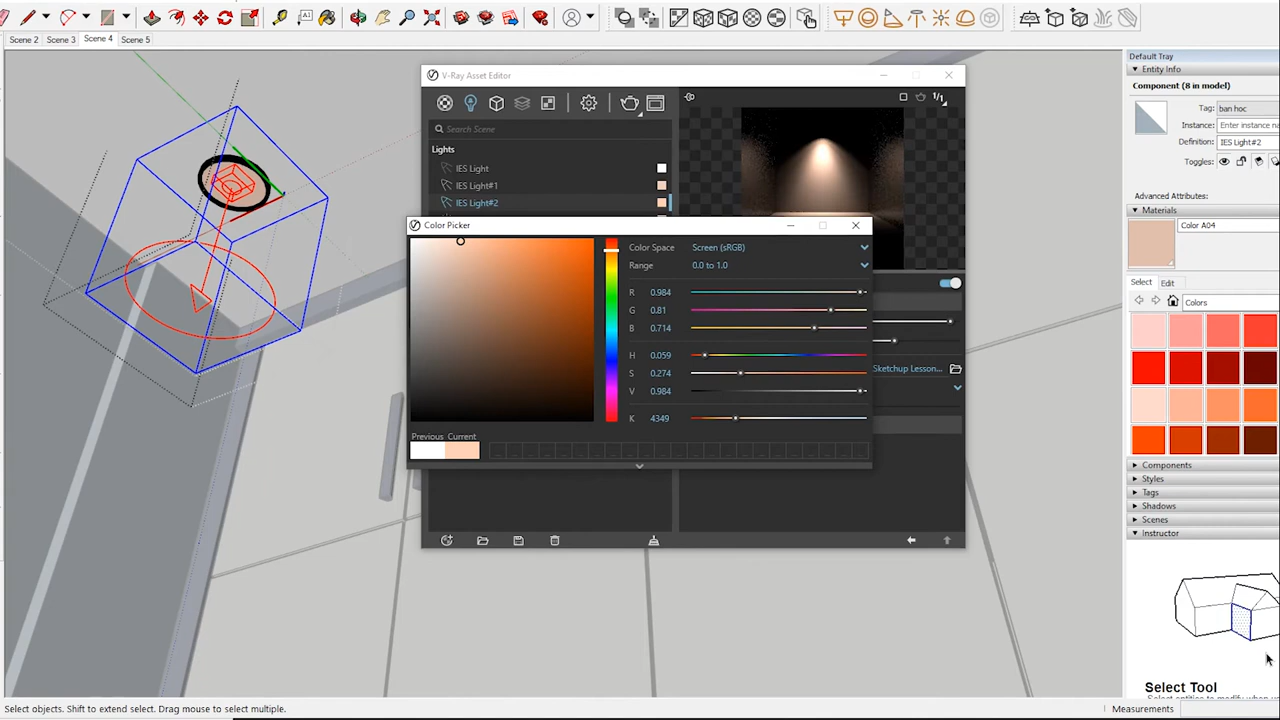 Scene 2
Scene 3
Scene 4
Scene 5
V-Ray Asset Editor
Search Scene
Lights
IES Light
IES Light#1
IES Light#2
1/1
Color Picker
Color Space
Screen (sRGB)
Range
0.0 to 1.0
R 0.984
G 0.81
B 0.714
H 0.059
S 0.274
V 0.984
K 4349
Previous Current
Sketchup Lesson...
Default Tray
Entity Info
Component (8 in model)
Tag: ban hoc
Instance: Enter instance n
Definition: IES Light#2
Toggles:
Advanced Attributes:
Materials
Color A04
Select Edit
Colors
Components
Styles
Tags
Shadows
Scenes
Instructor
Select Tool
Select objects. Shift to extend select. Drag mouse to select multiple.
Measurements